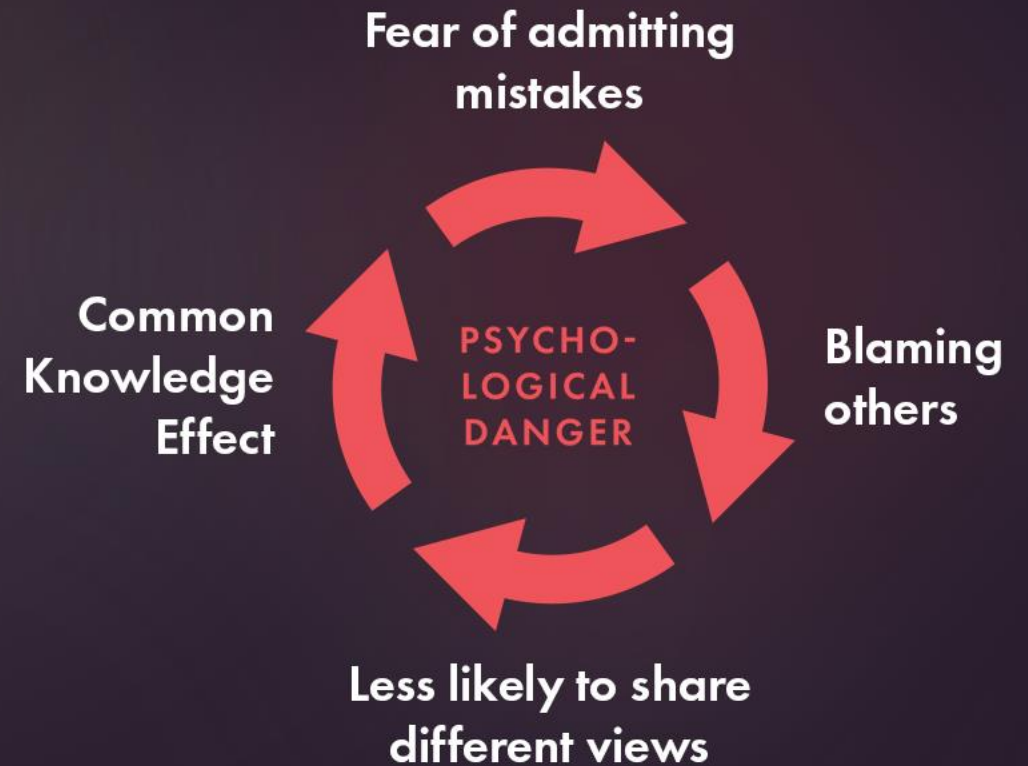 Fear of admitting
mistakes
Common
Knowledge
Effect
PSYCHO-
LOGICAL
DANGER
Blaming
others
Less likely to share
different views